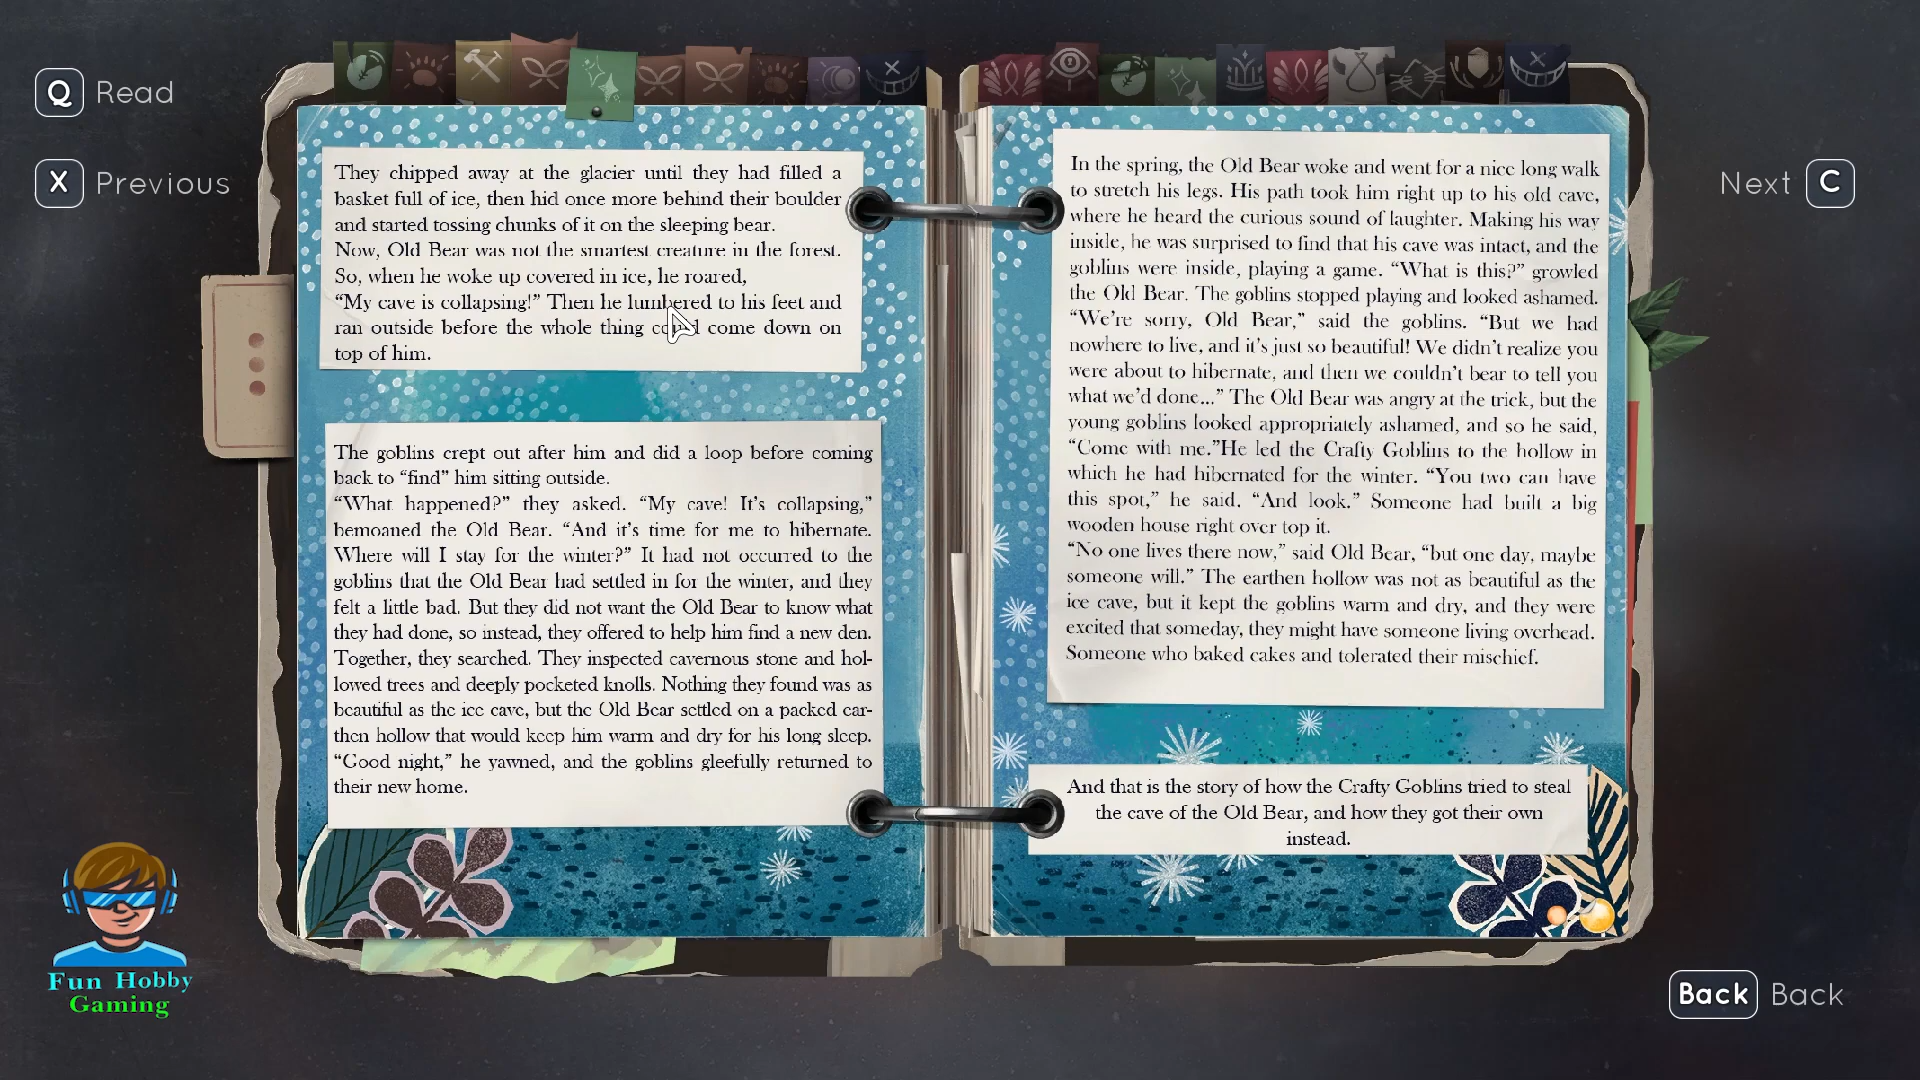 Q Read
X Previous
Next C
They chipped away at the glacier until they had filled a
basket full of ice, then hid once more behind their boulder
and started tossing chunks of it on the sleeping bear.
Now, Old Bear was not the smartest creature in the forest.
So, when he woke up covered in ice, he roared,
“My cave is collapsing!” Then he lumbered to his feet and
ran outside before the whole thing could come down on
top of him.
The goblins crept out after him and did a loop before coming
back to “find” him sitting outside.
“What happened?” they asked. “My cave! It’s collapsing,”
bemoaned the Old Bear. “And it’s time for me to hibernate.
Where will I stay for the winter?” It had not occurred to the
goblins that the Old Bear had settled in for the winter, and they
felt a little bad. But they did not want the Old Bear to know what
they had done, so instead, they offered to help him find a new den.
Together, they searched. They inspected cavernous stone and hol-
lowed trees and deeply pocketed knolls. Nothing they found was as
beautiful as the ice cave, but the Old Bear settled on a packed ear-
then hollow that would keep him warm and dry for his long sleep.
“Good night,” he yawned, and the goblins gleefully returned to
their new home.
In the spring, the Old Bear woke and went for a nice long walk
to stretch his legs. His path took him right up to his old cave,
where he heard the curious sound of laughter. Making his way
inside, he was surprised to find that his cave was intact, and the
goblins were inside, playing a game. “What is this?” growled
the Old Bear. The goblins stopped playing and looked ashamed.
“We’re sorry, Old Bear,” said the goblins. “But we had
nowhere to live, and it’s just so beautiful! We didn’t realize you
were about to hibernate, and then we couldn’t bear to tell you
what we’d done...” The Old Bear was angry at the trick, but the
young goblins looked appropriately ashamed, and so he said,
“Come with me.”He led the Crafty Goblins to the hollow in
which he had hibernated for the winter. “You two can have
this spot,” he said. “And look.” Someone had built a big
wooden house right over top it.
“No one lives there now,” said Old Bear, “but one day, maybe
someone will.” The earthen hollow was not as beautiful as the
ice cave, but it kept the goblins warm and dry, and they were
excited that someday, they might have someone living overhead.
Someone who baked cakes and tolerated their mischief.
And that is the story of how the Crafty Goblins tried to steal
the cave of the Old Bear, and how they got their own
instead.
Fun Hobby
Gaming
Back Back